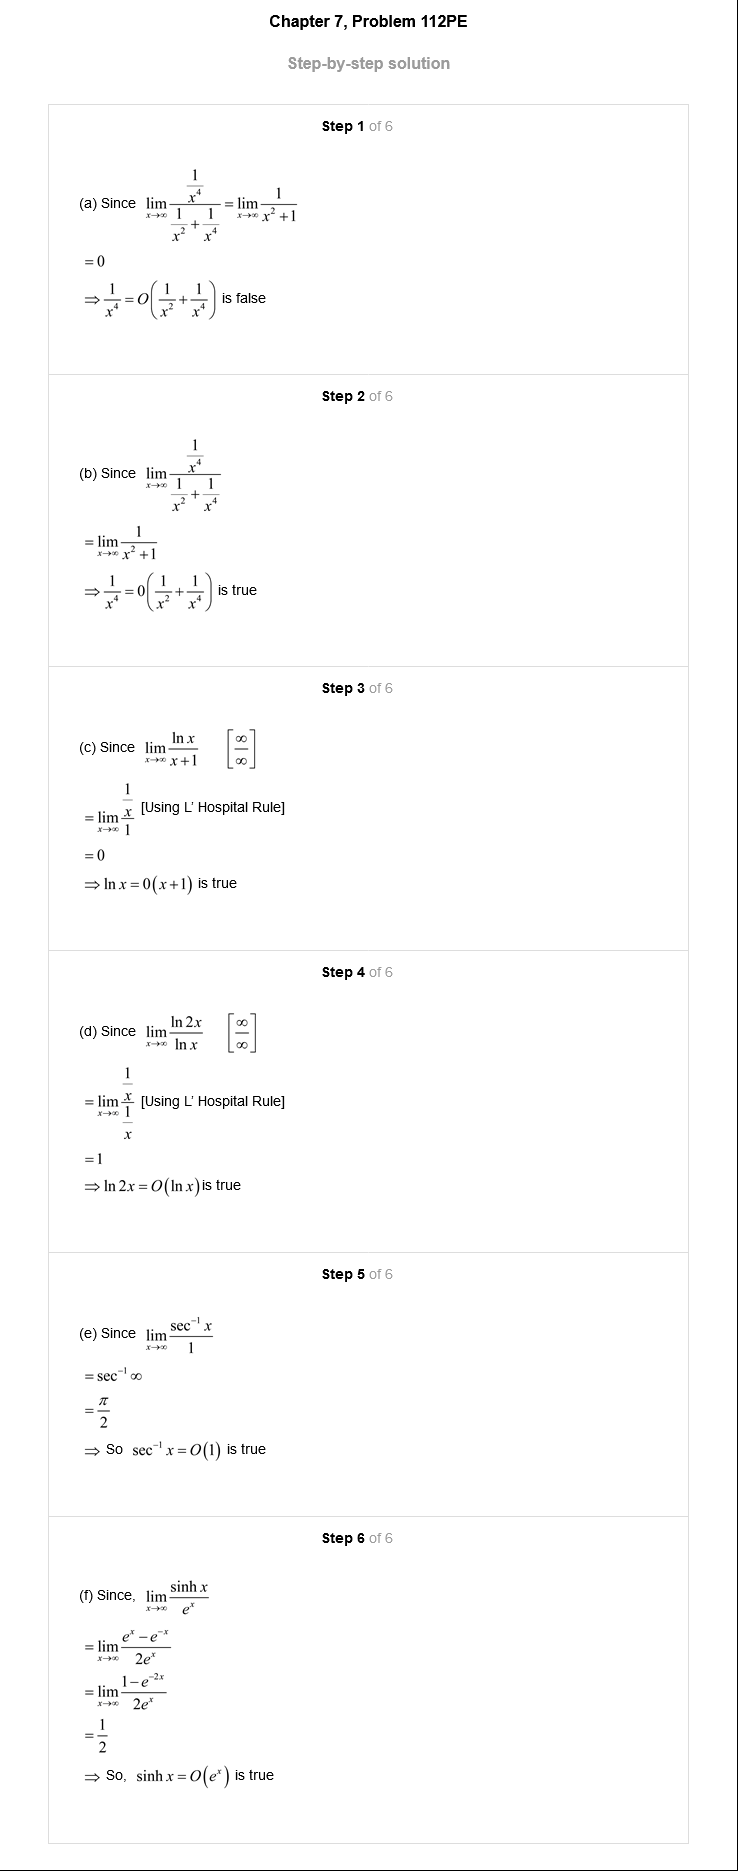 Chapter 7, Problem 112PE
Step-by-step solution
Step 1 of 6
(a) Since $\lim_{x \to \infty} \frac{\frac{1}{x^4}}{\frac{1}{x^2}+\frac{1}{x^4}} = \lim_{x \to \infty} \frac{1}{x^2+1}$
$= 0$
$\Rightarrow \frac{1}{x^4} = O\left(\frac{1}{x^2}+\frac{1}{x^4}\right)$ is false
Step 2 of 6
(b) Since $\lim_{x \to \infty} \frac{\frac{1}{x^4}}{\frac{1}{x^2}+\frac{1}{x^4}}$
$= \lim_{x \to \infty} \frac{1}{x^2+1}$
$\Rightarrow \frac{1}{x^4} = 0\left(\frac{1}{x^2}+\frac{1}{x^4}\right)$ is true
Step 3 of 6
(c) Since $\lim_{x \to \infty} \frac{\ln x}{x+1} \quad \left[\frac{\infty}{\infty}\right]$
$= \lim_{x \to \infty} \frac{\frac{1}{x}}{1}$ [Using L' Hospital Rule]
$= 0$
$\Rightarrow \ln x = 0(x+1)$ is true
Step 4 of 6
(d) Since $\lim_{x \to \infty} \frac{\ln 2x}{\ln x} \quad \left[\frac{\infty}{\infty}\right]$
$= \lim_{x \to \infty} \frac{\frac{1}{x}}{\frac{1}{x}}$ [Using L' Hospital Rule]
$= 1$
$\Rightarrow \ln 2x = O(\ln x)$ is true
Step 5 of 6
(e) Since $\lim_{x \to \infty} \frac{\sec^{-1} x}{1}$
$= \sec^{-1} \infty$
$= \frac{\pi}{2}$
$\Rightarrow$ So $\sec^{-1} x = O(1)$ is true
Step 6 of 6
(f) Since, $\lim_{x \to \infty} \frac{\sinh x}{e^x}$
$= \lim_{x \to \infty} \frac{e^x - e^{-x}}{2e^x}$
$= \lim_{x \to \infty} \frac{1 - e^{-2x}}{2e^x}$
$= \frac{1}{2}$
$\Rightarrow$ So, $\sinh x = O(e^x)$ is true